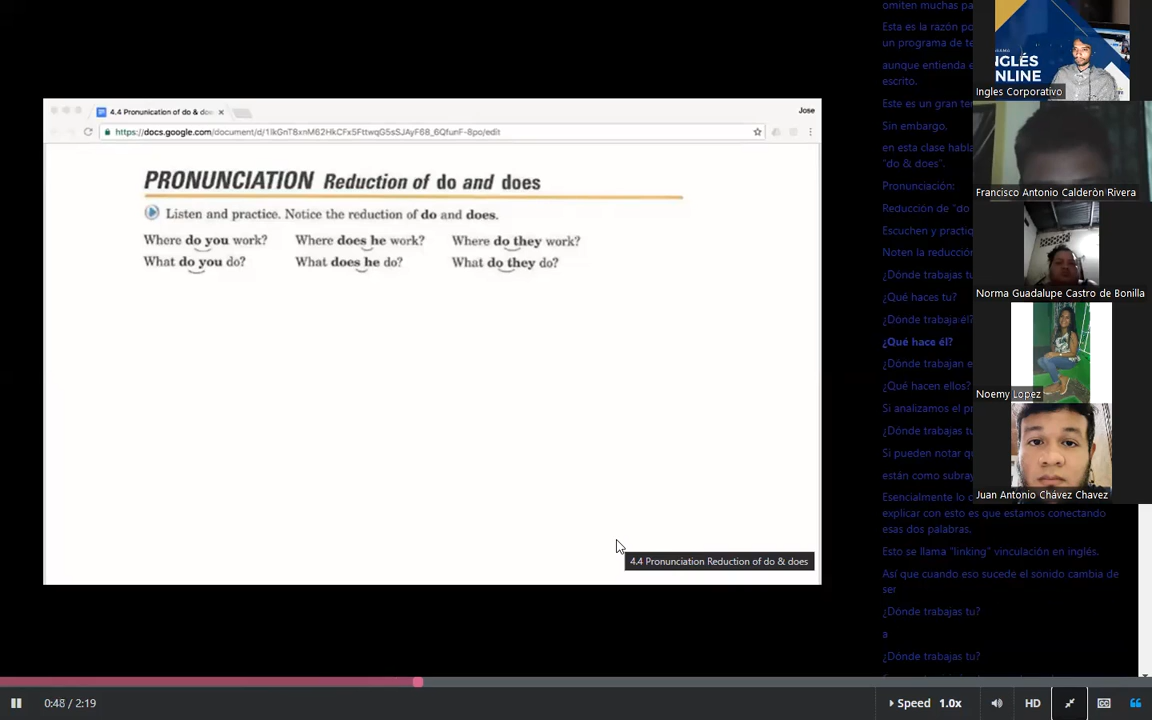 4.4 Pronunication of do & doe
Jose
https://docs.google.com/document/d/1lkGnT8xnM62HkCFx5FttwqG5sSJAyF68_6QfunF-8po/edit
PRONUNCIATION Reduction of do and does
Listen and practice. Notice the reduction of do and does.
Where do you work? Where does he work? Where do they work?
What do you do? What does he do? What do they do?
4.4 Pronunciation Reduction of do & does
0:48 / 2:19
omiten muchas pa
Esta es la razón po
un programa de te
aunque entienda e
escrito.
Este es un gran te
Sin embargo,
en esta clase habla
"do & does".
Pronunciación:
Reducción de "do
Escuchen y practiq
Noten la reducció
¿Dónde trabajas tu
¿Qué haces tu?
¿Dónde trabaja él?
¿Qué hace él?
¿Dónde trabajan e
¿Qué hacen ellos?
Si analizamos el p
¿Dónde trabajas tu
Si pueden notar q
están como subray
Esencialmente lo q
explicar con esto es que estamos conectando
esas dos palabras.
Esto se llama "linking" vinculación en inglés.
Así que cuando eso sucede el sonido cambia de
ser
¿Dónde trabajas tu?
a
¿Dónde trabajas tu?
Speed 1.0x
HD
CC
NGLÉS
ONLINE
Ingles Corporativo
Francisco Antonio Calderòn Rivera
Norma Guadalupe Castro de Bonilla
Noemy Lopez
Juan Antonio Chávez Chavez